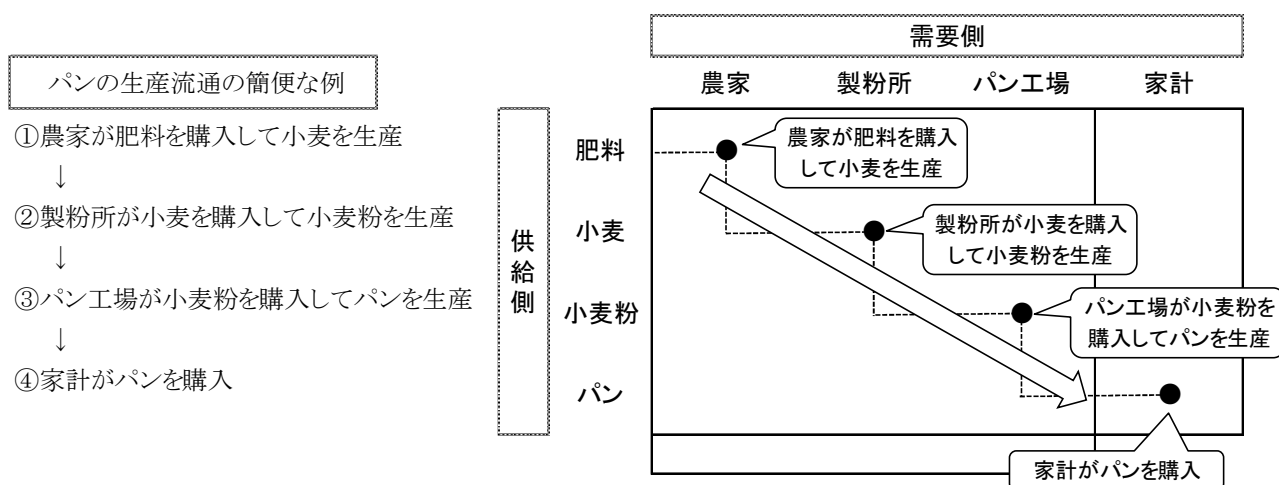 パンの生産流通の簡便な例
①農家が肥料を購入して小麦を生産
↓
②製粉所が小麦を購入して小麦粉を生産
↓
③パン工場が小麦粉を購入してパンを生産
↓
④家計がパンを購入
需要側
農家 製粉所 パン工場 家計
供給側
肥料
農家が肥料を購入
して小麦を生産
小麦
製粉所が小麦を購入
して小麦粉を生産
小麦粉
パン工場が小麦粉を
購入してパンを生産
パン
家計がパンを購入